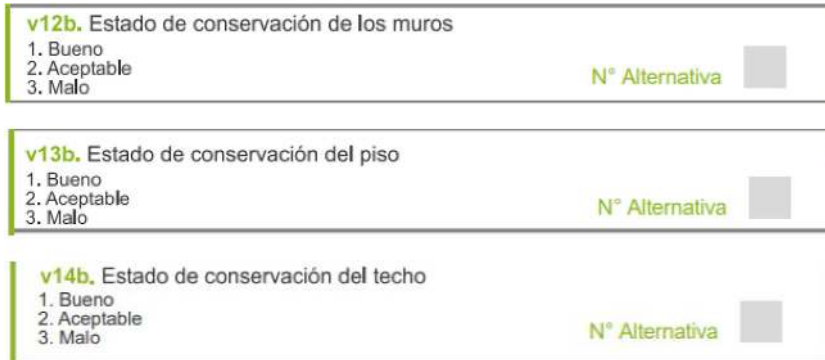 v12b. Estado de conservación de los muros
1. Bueno
2. Aceptable
3. Malo
N° Alternativa
v13b. Estado de conservación del piso
1. Bueno
2. Aceptable
3. Malo
N° Alternativa
v14b. Estado de conservación del techo
1. Bueno
2. Aceptable
3. Malo
N° Alternativa